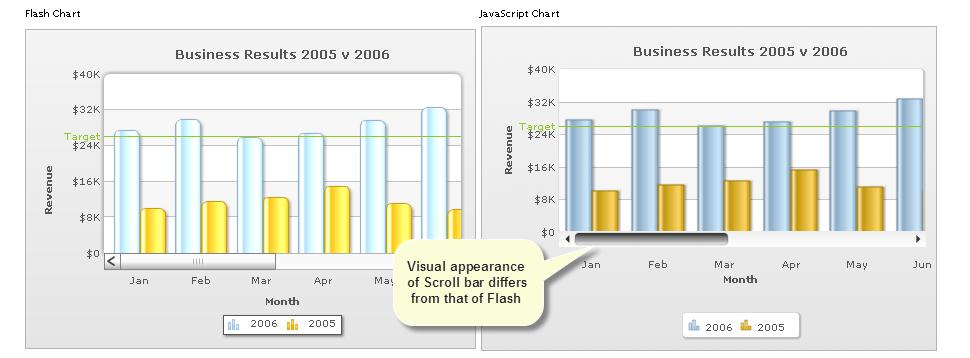 Flash Chart
Business Results 2005 v 2006
$40K
$32K
Target
$24K
$16K
$8K
$0
Revenue
Jan Feb Mar Apr May
Month
2006 2005
JavaScript Chart
Business Results 2005 v 2006
$40K
$32K
Target
$24K
$16K
$8K
$0
Revenue
Jan Feb Mar Apr May Jun
Month
2006 2005
Visual appearance
of Scroll bar differs
from that of Flash